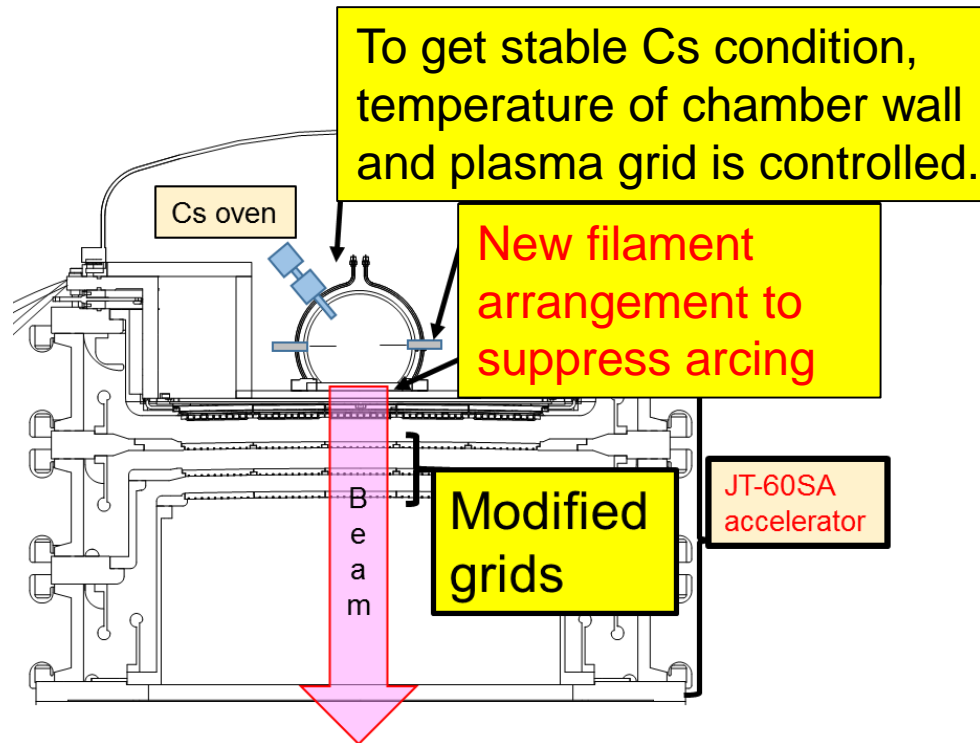 To get stable Cs condition,
temperature of chamber wall
and plasma grid is controlled.
Cs oven
New filament
arrangement to
suppress arcing
JT-60SA
accelerator
Modified
grids
Beam